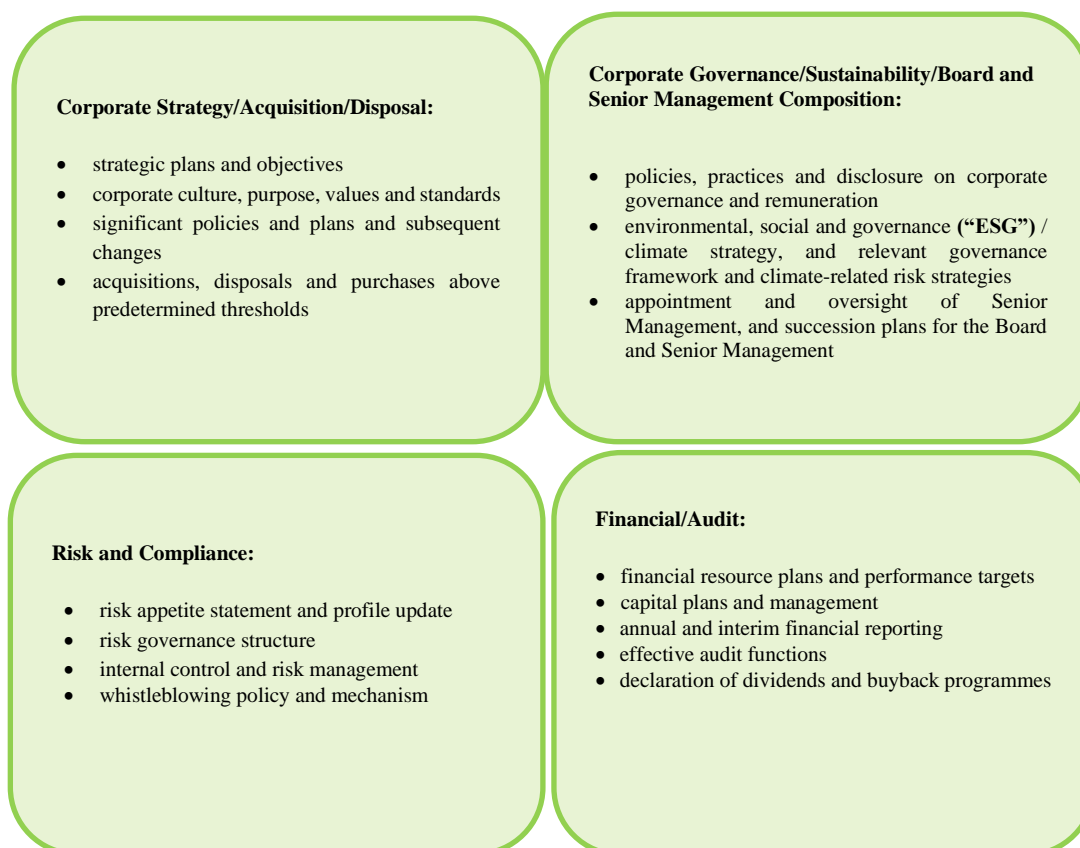 Corporate Strategy/Acquisition/Disposal:
• strategic plans and objectives
• corporate culture, purpose, values and standards
• significant policies and plans and subsequent
changes
• acquisitions, disposals and purchases above
predetermined thresholds
Corporate Governance/Sustainability/Board and
Senior Management Composition:
• policies, practices and disclosure on corporate
governance and remuneration
• environmental, social and governance (“ESG”) /
climate strategy, and relevant governance
framework and climate-related risk strategies
• appointment and oversight of Senior
Management, and succession plans for the Board
and Senior Management
Risk and Compliance:
• risk appetite statement and profile update
• risk governance structure
• internal control and risk management
• whistleblowing policy and mechanism
Financial/Audit:
• financial resource plans and performance targets
• capital plans and management
• annual and interim financial reporting
• effective audit functions
• declaration of dividends and buyback programmes